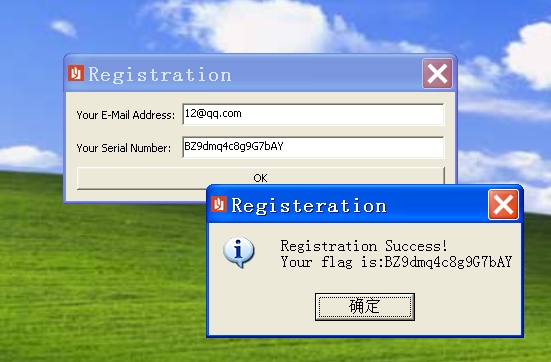 Registration
Your E-Mail Address: 12@qq.com
Your Serial Number: BZ9dmq4c8g9G7bAY
OK
Registeration
Registration Success!
Your flag is:BZ9dmq4c8g9G7bAY
确定